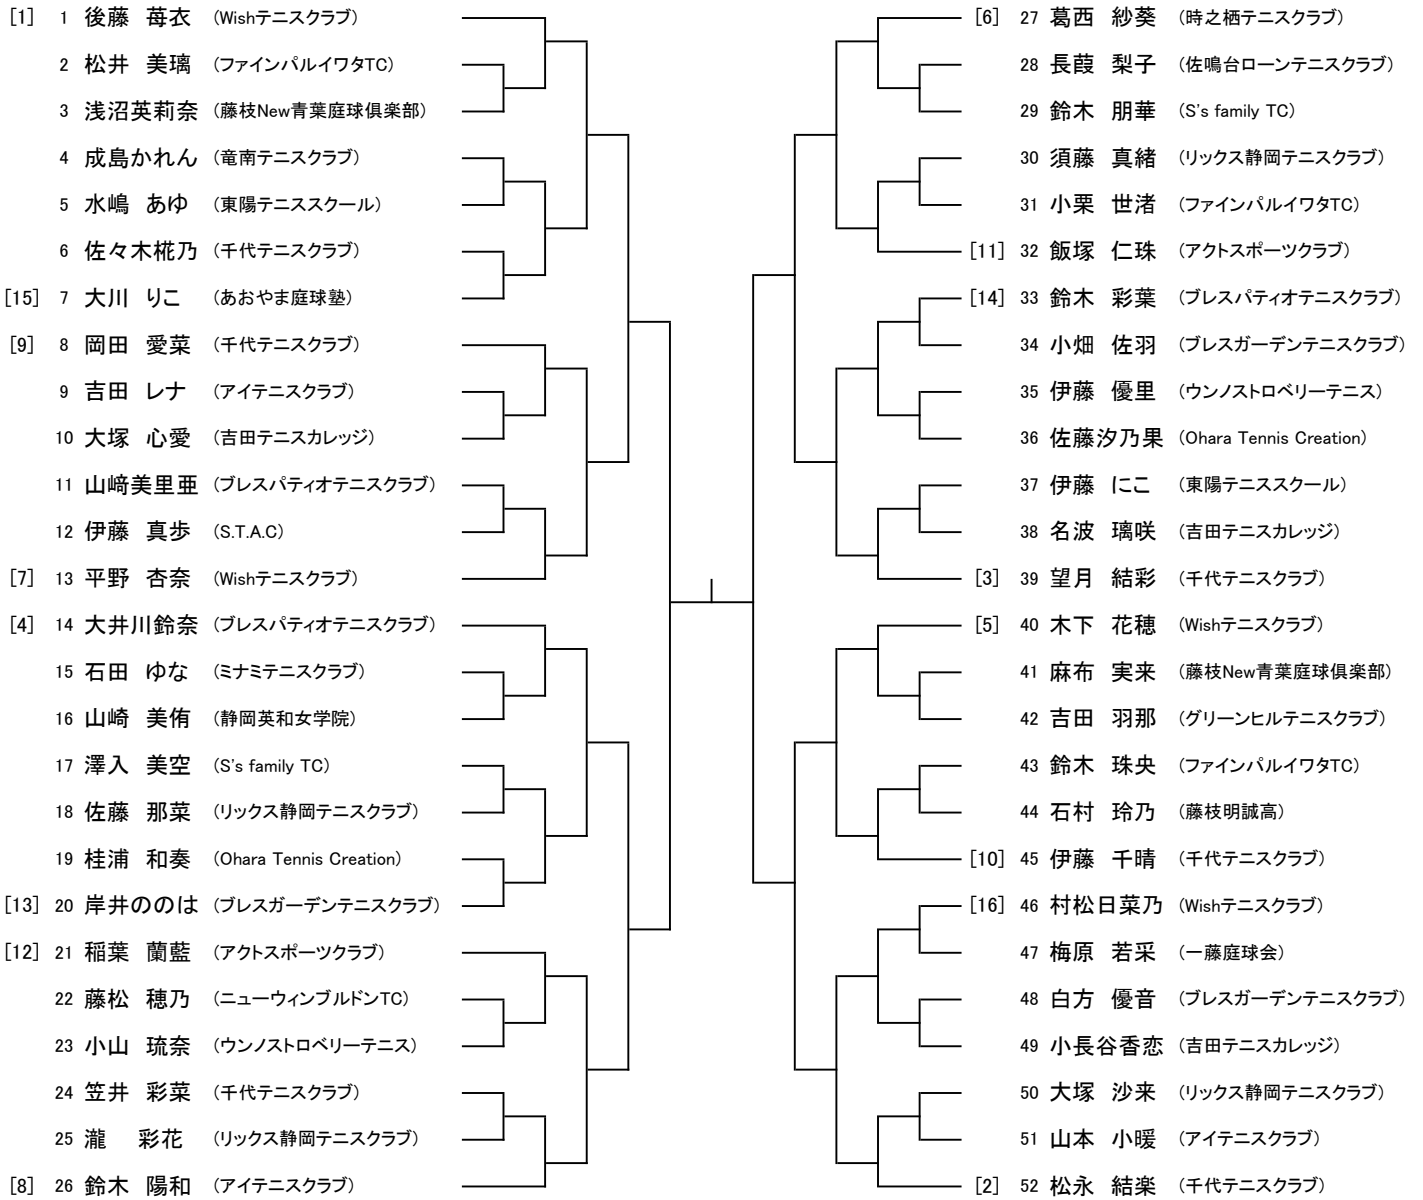 [1] 1 後藤 苺衣 (Wishテニスクラブ)
2 松井 美璃 (ファインパルイワタTC)
3 浅沼英莉奈 (藤枝New青葉庭球倶楽部)
4 成島かれん (竜南テニスクラブ)
5 水嶋 あゆ (東陽テニススクール)
6 佐々木椛乃 (千代テニスクラブ)
[15] 7 大川 りこ (あおやま庭球塾)
[9] 8 岡田 愛菜 (千代テニスクラブ)
9 吉田 レナ (アイテニスクラブ)
10 大塚 心愛 (吉田テニスカレッジ)
11 山﨑美里亜 (ブレスパティオテニスクラブ)
12 伊藤 真歩 (S.T.A.C)
[7] 13 平野 杏奈 (Wishテニスクラブ)
[4] 14 大井川鈴奈 (ブレスパティオテニスクラブ)
15 石田 ゆな (ミナミテニスクラブ)
16 山崎 美侑 (静岡英和女学院)
17 澤入 美空 (S's family TC)
18 佐藤 那菜 (リックス静岡テニスクラブ)
19 桂浦 和奏 (Ohara Tennis Creation)
[13] 20 岸井ののは (ブレスガーデンテニスクラブ)
[12] 21 稲葉 蘭藍 (アクトスポーツクラブ)
22 藤松 穂乃 (ニューウィンブルドンTC)
23 小山 琉奈 (ウンノストロベリーテニス)
24 笠井 彩菜 (千代テニスクラブ)
25 瀧 彩花 (リックス静岡テニスクラブ)
[8] 26 鈴木 陽和 (アイテニスクラブ)
[6] 27 葛西 紗葵 (時之栖テニスクラブ)
28 長葭 梨子 (佐鳴台ローンテニスクラブ)
29 鈴木 朋華 (S's family TC)
30 須藤 真緒 (リックス静岡テニスクラブ)
31 小栗 世渚 (ファインパルイワタTC)
[11] 32 飯塚 仁珠 (アクトスポーツクラブ)
[14] 33 鈴木 彩葉 (ブレスパティオテニスクラブ)
34 小畑 佐羽 (ブレスガーデンテニスクラブ)
35 伊藤 優里 (ウンノストロベリーテニス)
36 佐藤汐乃果 (Ohara Tennis Creation)
37 伊藤 にこ (東陽テニススクール)
38 名波 璃咲 (吉田テニスカレッジ)
[3] 39 望月 結彩 (千代テニスクラブ)
[5] 40 木下 花穂 (Wishテニスクラブ)
41 麻布 実来 (藤枝New青葉庭球倶楽部)
42 吉田 羽那 (グリーンヒルテニスクラブ)
43 鈴木 珠央 (ファインパルイワタTC)
44 石村 玲乃 (藤枝明誠高)
[10] 45 伊藤 千晴 (千代テニスクラブ)
[16] 46 村松日菜乃 (Wishテニスクラブ)
47 梅原 若采 (一藤庭球会)
48 白方 優音 (ブレスガーデンテニスクラブ)
49 小長谷香恋 (吉田テニスカレッジ)
50 大塚 沙来 (リックス静岡テニスクラブ)
51 山本 小暖 (アイテニスクラブ)
[2] 52 松永 結楽 (千代テニスクラブ)